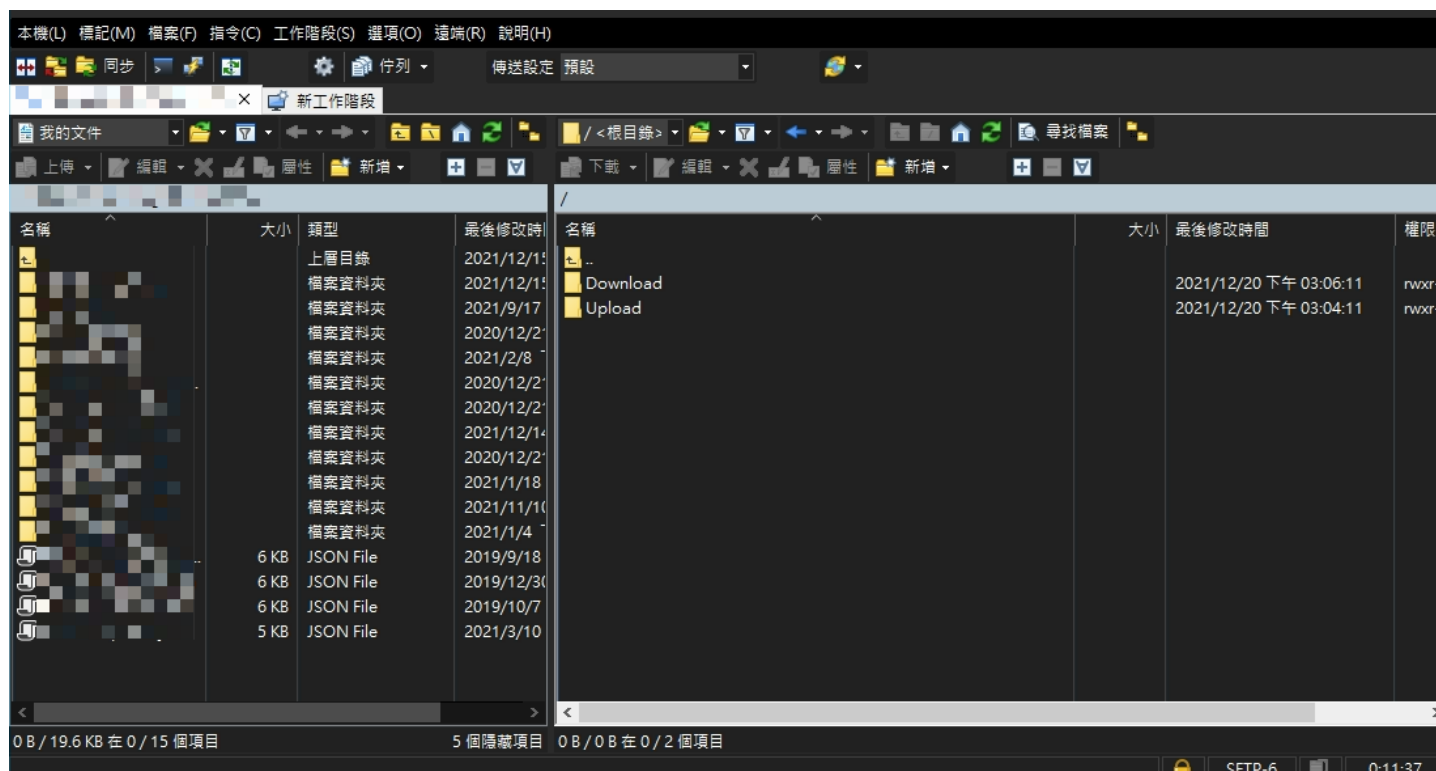 本機(L) 標記(M) 檔案(F) 指令(C) 工作階段(S) 選項(O) 遠端(R) 說明(H)
同步 佇列 傳送設定 預設
新工作階段
我的文件
上傳 編輯 屬性 新增
名稱 大小 類型 最後修改時
上層目錄 2021/12/15
檔案資料夾 2021/12/15
檔案資料夾 2021/9/17
檔案資料夾 2020/12/21
檔案資料夾 2021/2/8
檔案資料夾 2020/12/21
檔案資料夾 2020/12/21
檔案資料夾 2021/12/14
檔案資料夾 2020/12/21
檔案資料夾 2021/1/18
檔案資料夾 2021/11/10
檔案資料夾 2021/1/4
6 KB JSON File 2019/9/18
6 KB JSON File 2019/12/30
6 KB JSON File 2019/10/7
5 KB JSON File 2021/3/10
0 B / 19.6 KB 在 0 / 15 個項目 5 個隱藏項目
/ <根目錄> 尋找檔案
下載 編輯 屬性 新增
/
名稱 大小 最後修改時間 權限
..
Download 2021/12/20 下午 03:06:11 rwxr-
Upload 2021/12/20 下午 03:04:11 rwxr-
0 B / 0 B 在 0 / 2 個項目
SFTP-6 0:11:37